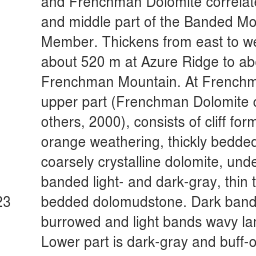 and Frenchman Dolomite correlate
and middle part of the Banded Mo
Member. Thickens from east to we
about 520 m at Azure Ridge to abo
Frenchman Mountain. At Frenchm
upper part (Frenchman Dolomite o
others, 2000), consists of cliff form
orange weathering, thickly bedded
coarsely crystalline dolomite, unde
banded light- and dark-gray, thin t
23 bedded dolomudstone. Dark band
burrowed and light bands wavy lam
Lower part is dark-gray and buff-o